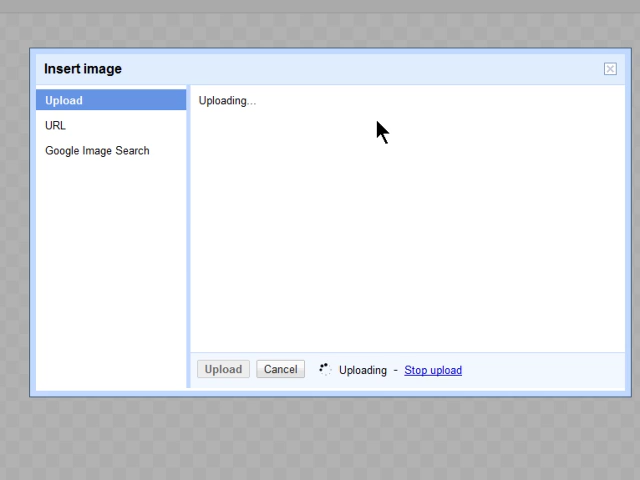 Insert image
Upload
URL
Google Image Search
Uploading...
Upload
Cancel
Uploading - Stop upload